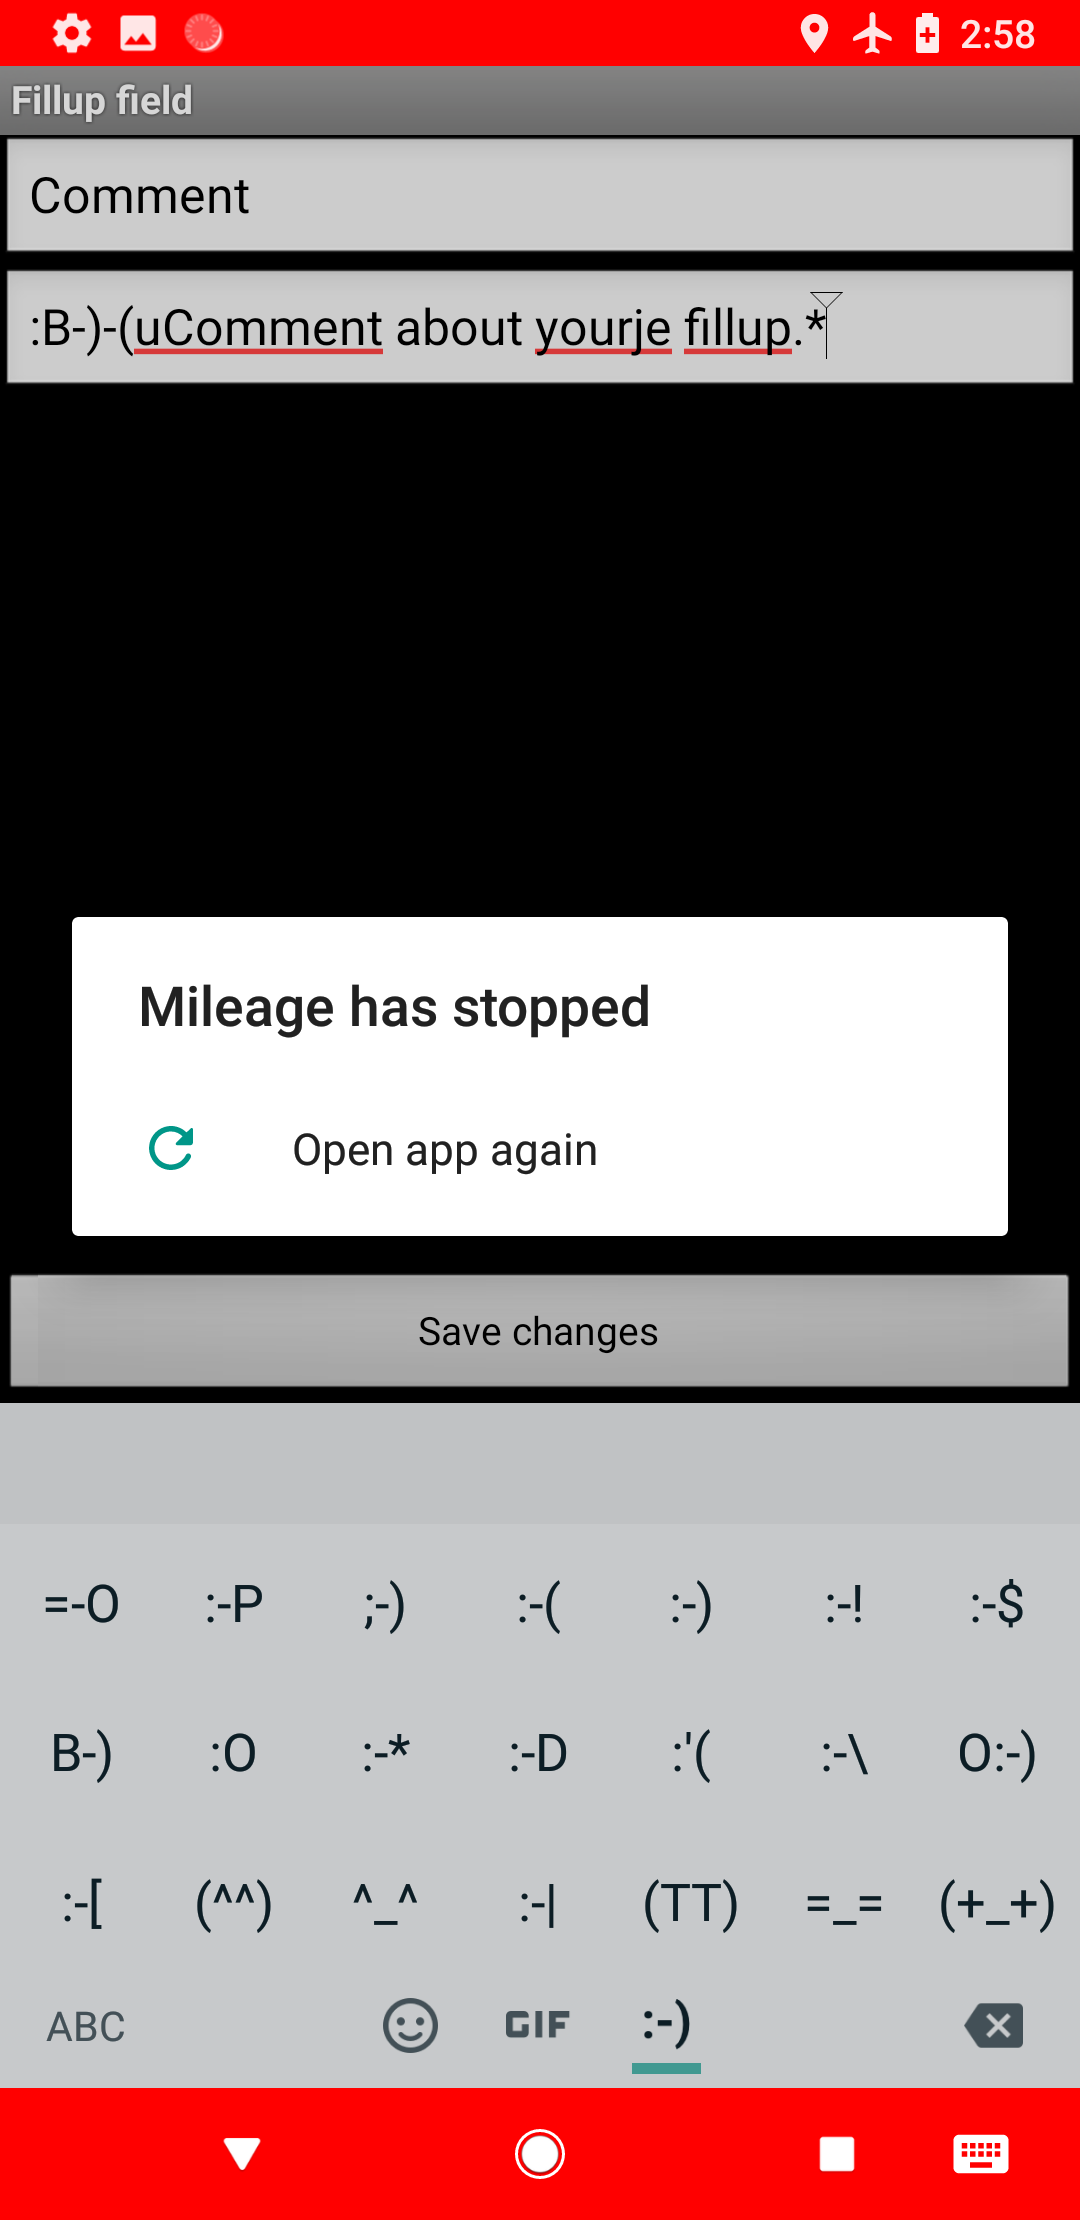 2:58
Fillup field
Comment
:B-)-(uComment about yourje fillup.*
Mileage has stopped
Open app again
Save changes
=-O :-P ;-) :-( :-) :-! :-$
B-) :O :-* :-D :'( :-\ O:-)
:-[ (^^) ^_^ :-| (TT) =_= (+_+)
ABC GIF :-)